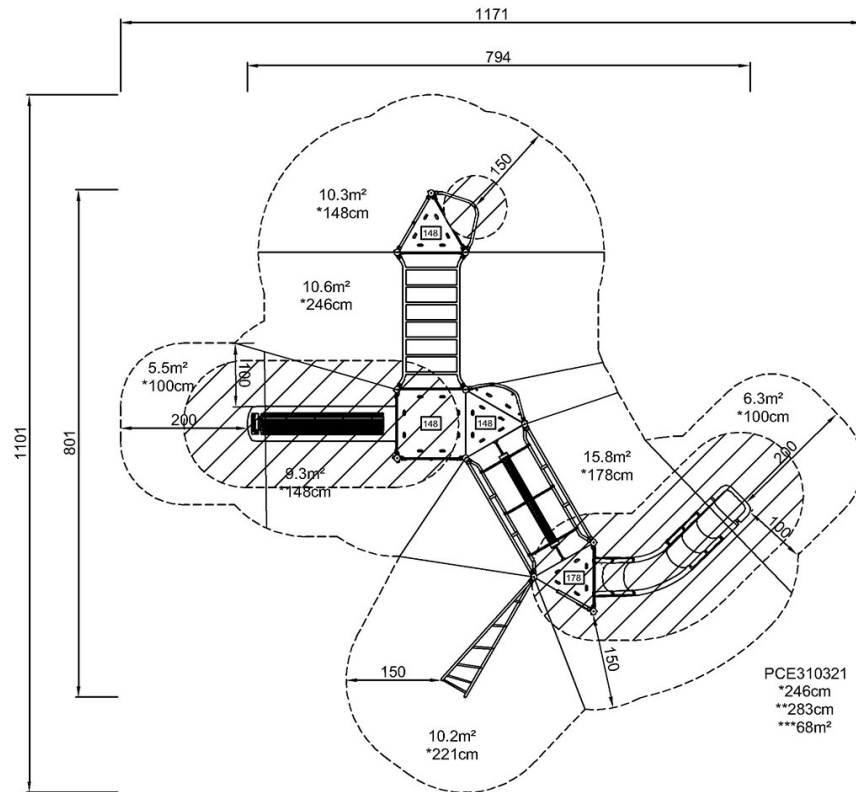 1171
794
150
10.3m²
*148cm
148
10.6m²
*246cm
5.5m²
*100cm
100
6.3m²
*100cm
1101
801
200
148
148
200
15.8m²
*178cm
9.3m²
*148cm
100
178
150
150
PCE310321
*246cm
**283cm
***68m²
10.2m²
*221cm